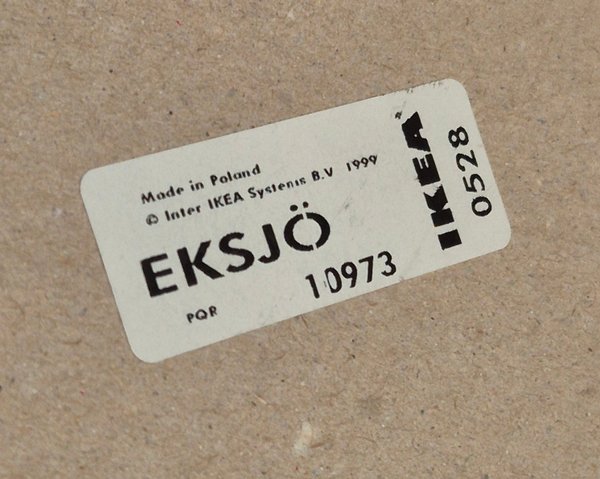 Made in Poland
© Inter IKEA Systems B.V 1999
EKSJÖ
PQR
10973
IKEA
0528